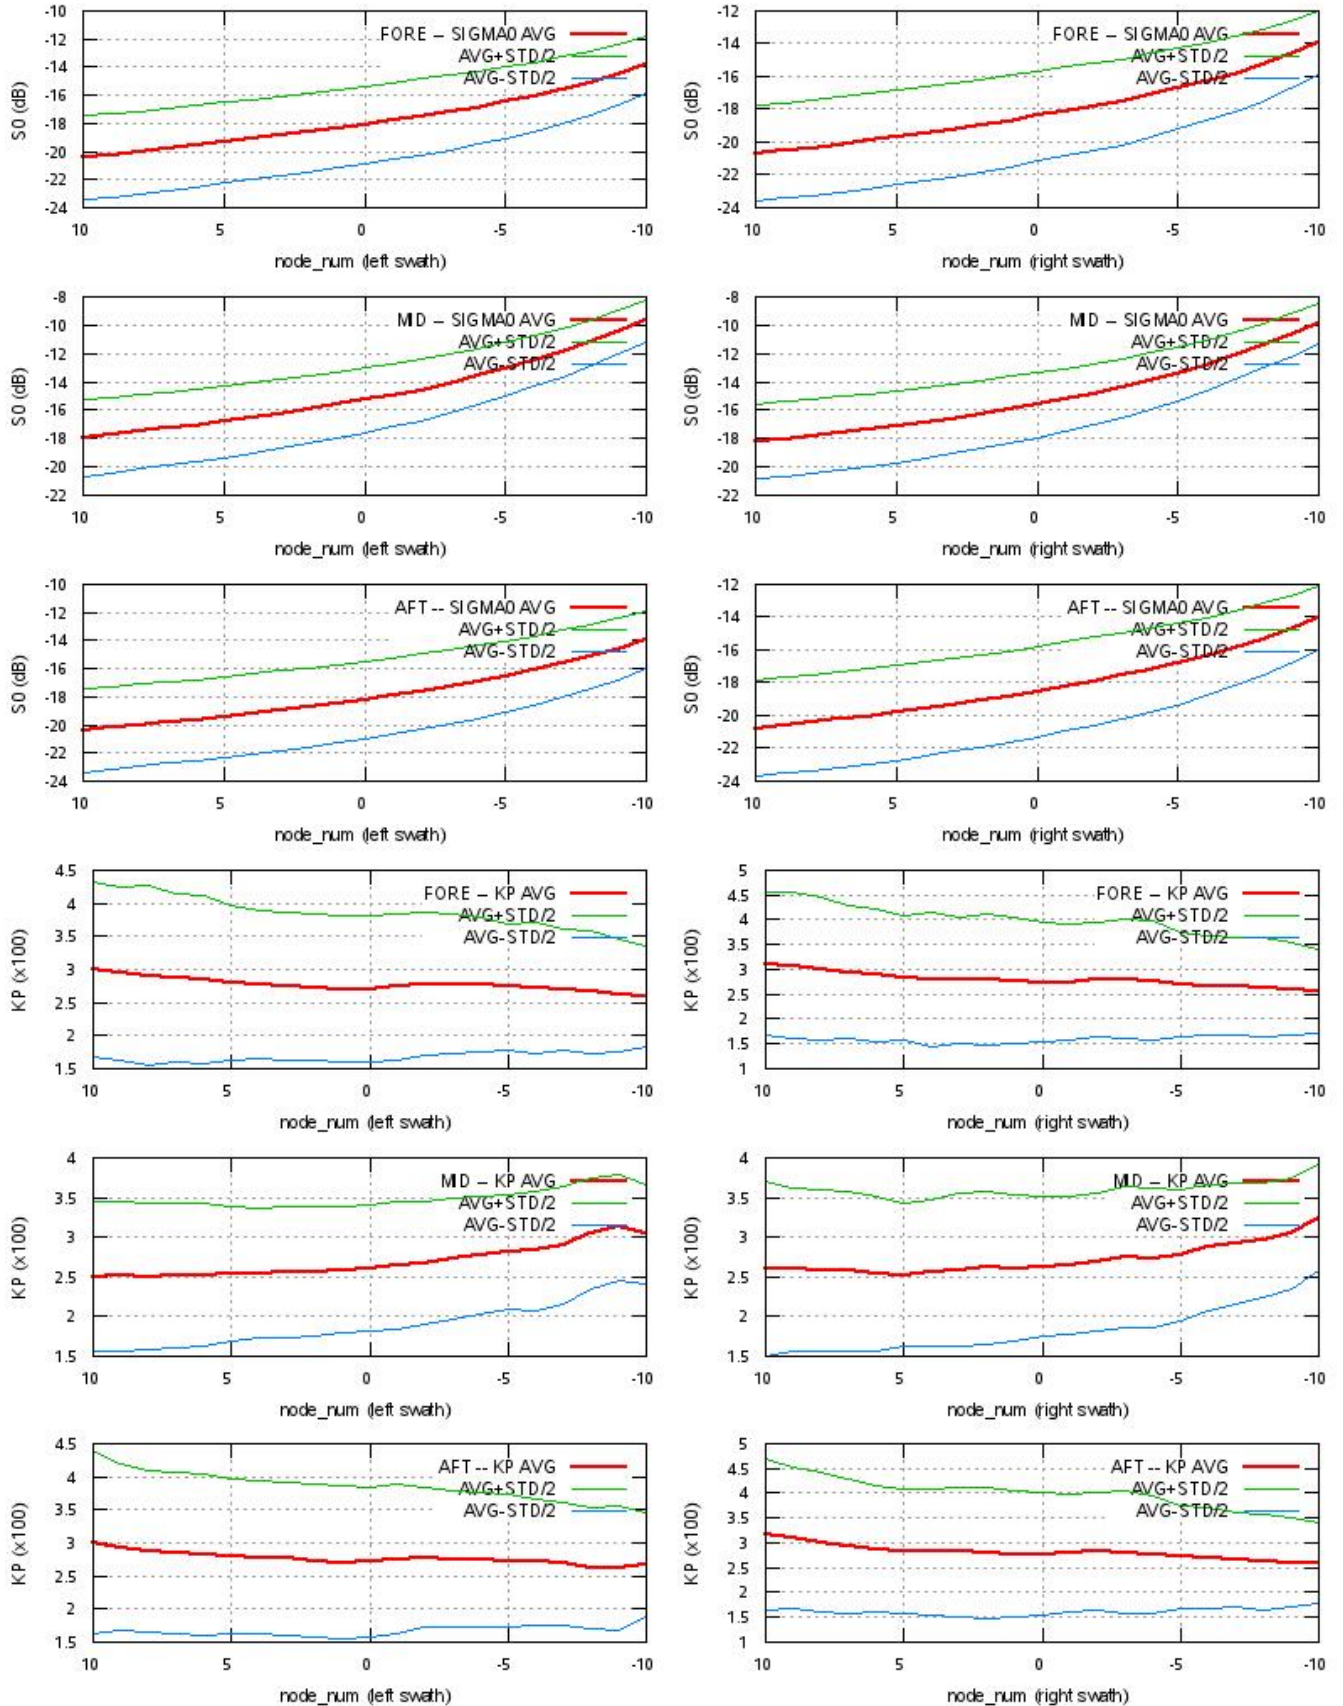 -10
-12
-14
-16
-18
-20
-22
-24
S0 (dB)
FORE -- SIGMA0 AVG
AVG+STD/2
AVG-STD/2
10 5 0 -5 -10
node_num (left swath)
-12
-14
-16
-18
-20
-22
-24
S0 (dB)
FORE -- SIGMA0 AVG
AVG+STD/2
AVG-STD/2
10 5 0 -5 -10
node_num (right swath)
-8
-10
-12
-14
-16
-18
-20
-22
S0 (dB)
MID -- SIGMA0 AVG
AVG+STD/2
AVG-STD/2
10 5 0 -5 -10
node_num (left swath)
-8
-10
-12
-14
-16
-18
-20
-22
S0 (dB)
MID -- SIGMA0 AVG
AVG+STD/2
AVG-STD/2
10 5 0 -5 -10
node_num (right swath)
-10
-12
-14
-16
-18
-20
-22
-24
S0 (dB)
AFT -- SIGMA0 AVG
AVG+STD/2
AVG-STD/2
10 5 0 -5 -10
node_num (left swath)
-12
-14
-16
-18
-20
-22
-24
S0 (dB)
AFT -- SIGMA0 AVG
AVG+STD/2
AVG-STD/2
10 5 0 -5 -10
node_num (right swath)
4.5
4
3.5
3
2.5
2
1.5
KP (x100)
FORE -- KP AVG
AVG+STD/2
AVG-STD/2
10 5 0 -5 -10
node_num (left swath)
5
4.5
4
3.5
3
2.5
2
1.5
1
KP (x100)
FORE -- KP AVG
AVG+STD/2
AVG-STD/2
10 5 0 -5 -10
node_num (right swath)
4
3.5
3
2.5
2
1.5
KP (x100)
MID -- KP AVG
AVG+STD/2
AVG-STD/2
10 5 0 -5 -10
node_num (left swath)
4
3.5
3
2.5
2
1.5
KP (x100)
MID -- KP AVG
AVG+STD/2
AVG-STD/2
10 5 0 -5 -10
node_num (right swath)
4.5
4
3.5
3
2.5
2
1.5
KP (x100)
AFT -- KP AVG
AVG+STD/2
AVG-STD/2
10 5 0 -5 -10
node_num (left swath)
5
4.5
4
3.5
3
2.5
2
1.5
1
KP (x100)
AFT -- KP AVG
AVG+STD/2
AVG-STD/2
10 5 0 -5 -10
node_num (right swath)